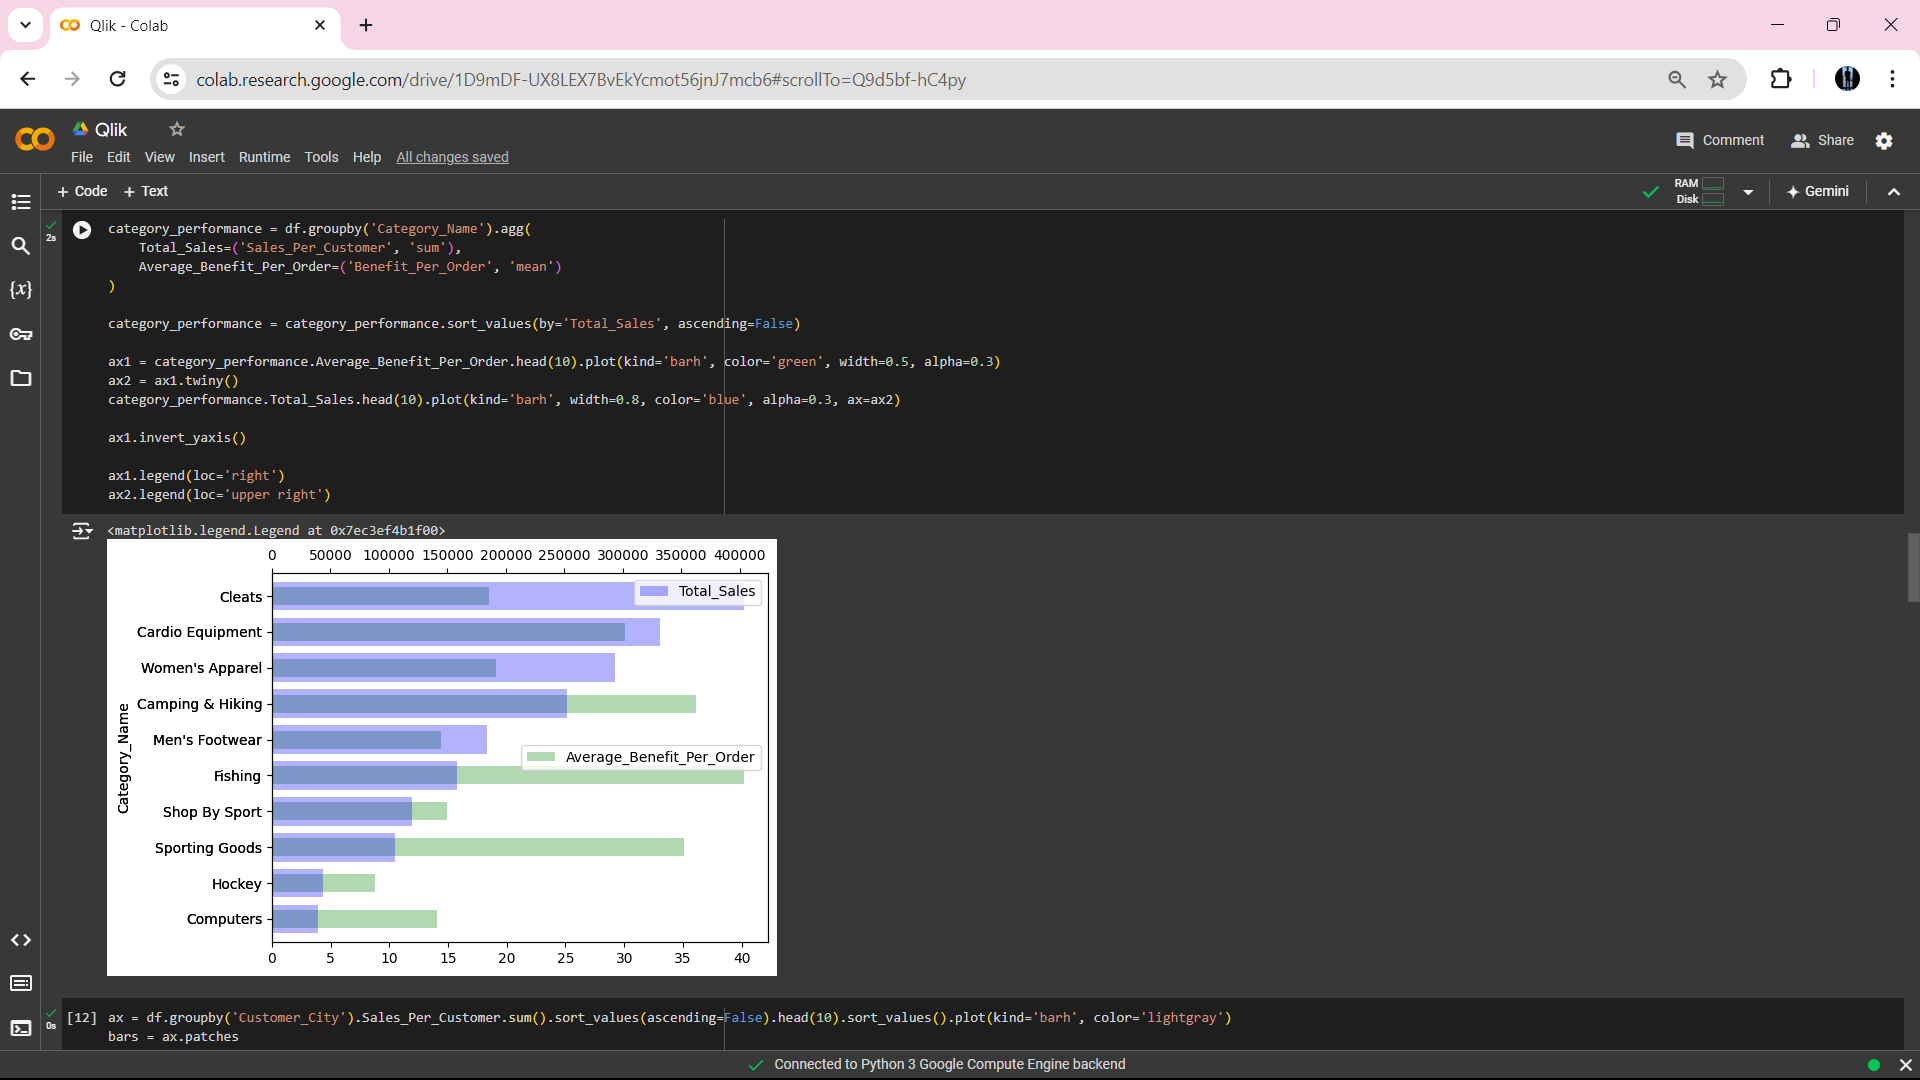 Qlik - Colab
colab.research.google.com/drive/1D9mDF-UX8LEX7BvEkYcmot56jnJ7mcb6#scrollTo=Q9d5bf-hC4py
Qlik
File Edit View Insert Runtime Tools Help All changes saved
Comment Share
+ Code + Text
RAM
Disk
Gemini
2s
category_performance = df.groupby('Category_Name').agg(
Total_Sales=('Sales_Per_Customer', 'sum'),
Average_Benefit_Per_Order=('Benefit_Per_Order', 'mean')
)
category_performance = category_performance.sort_values(by='Total_Sales', ascending=False)
ax1 = category_performance.Average_Benefit_Per_Order.head(10).plot(kind='barh', color='green', width=0.5, alpha=0.3)
ax2 = ax1.twiny()
category_performance.Total_Sales.head(10).plot(kind='barh', width=0.8, color='blue', alpha=0.3, ax=ax2)
ax1.invert_yaxis()
ax1.legend(loc='right')
ax2.legend(loc='upper right')
<matplotlib.legend.Legend at 0x7ec3ef4b1f00>
0 50000 100000 150000 200000 250000 300000 350000 400000
Total_Sales
Cleats
Cardio Equipment
Women's Apparel
Camping & Hiking
Men's Footwear
Average_Benefit_Per_Order
Fishing
Shop By Sport
Sporting Goods
Hockey
Computers
Category_Name
0 5 10 15 20 25 30 35 40
0s
[12] ax = df.groupby('Customer_City').Sales_Per_Customer.sum().sort_values(ascending=False).head(10).sort_values().plot(kind='barh', color='lightgray')
bars = ax.patches
Connected to Python 3 Google Compute Engine backend